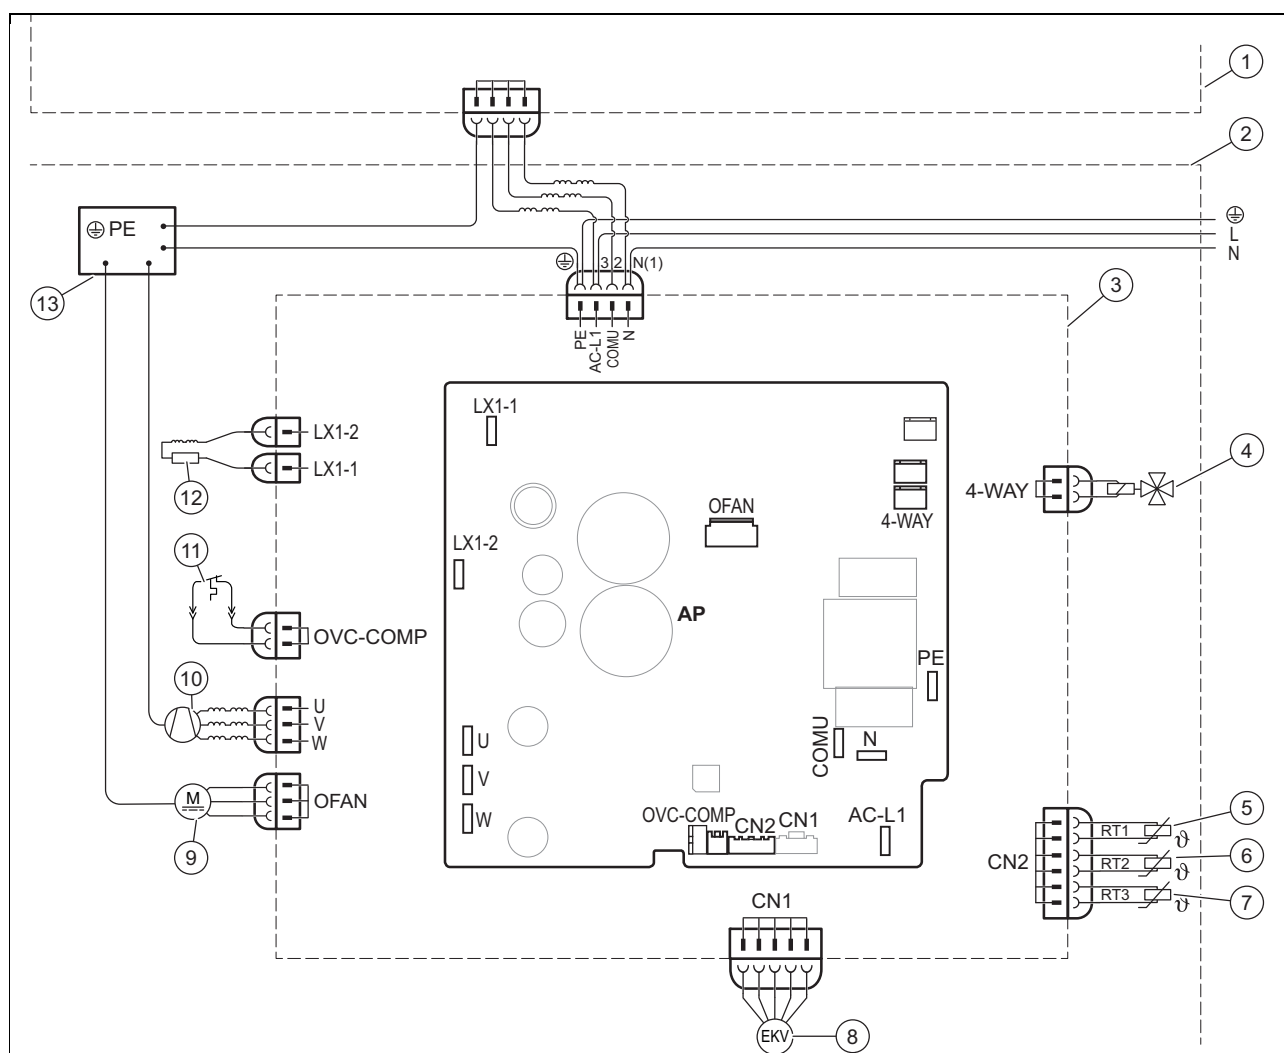 1
2
PE
L
N
3 2 N(1)
13
3
PE
AC-L1
COMU
N
LX1-1
LX1-2
LX1-1
12
4-WAY
4
OFAN
4-WAY
11
LX1-2
AP
OVC-COMP
PE
10
U
V
W
COMU
N
U
V
W
M
OFAN
9
OVC-COMP
CN2
CN1
AC-L1
CN2
RT1
ϑ
5
RT2
ϑ
6
RT3
ϑ
7
CN1
EKV
8